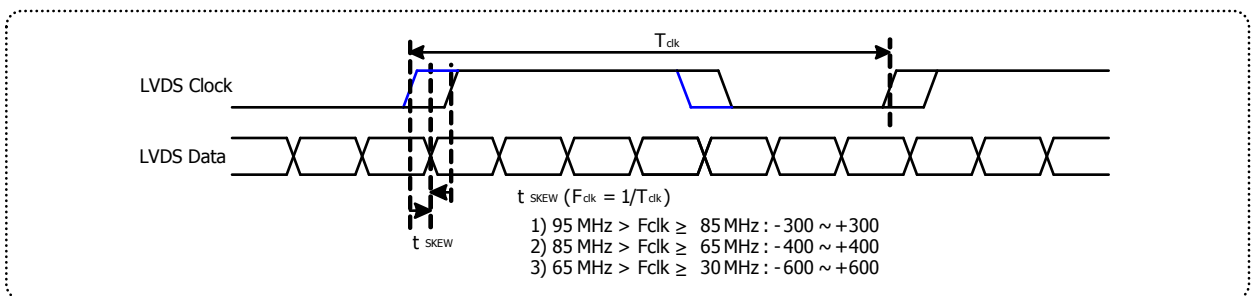 Tclk
LVDS Clock
LVDS Data
t SKEW (Fclk = 1/Tclk)
1) 95 MHz > Fclk ≥ 85 MHz : -300 ~ +300
t SKEW
2) 85 MHz > Fclk ≥ 65 MHz : -400 ~ +400
3) 65 MHz > Fclk ≥ 30 MHz : -600 ~ +600